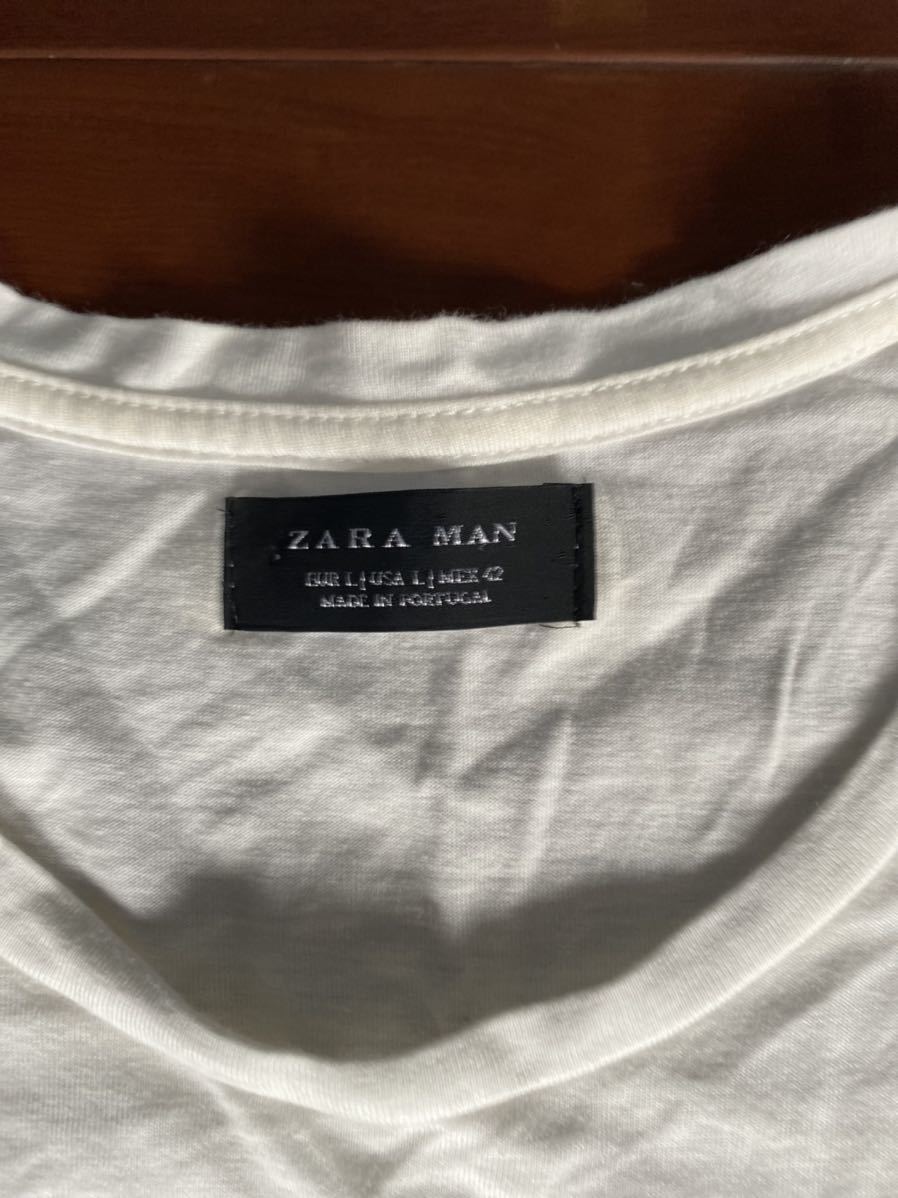 ZARA MAN
EUR L | USA L | MEX 42
MADE IN PORTUGAL